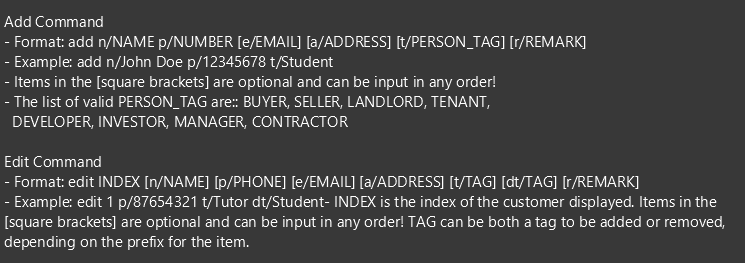 Add Command
- Format: add n/NAME p/NUMBER [e/EMAIL] [a/ADDRESS] [t/PERSON_TAG] [r/REMARK]
- Example: add n/John Doe p/12345678 t/Student
- Items in the [square brackets] are optional and can be input in any order!
- The list of valid PERSON_TAG are:: BUYER, SELLER, LANDLORD, TENANT,
DEVELOPER, INVESTOR, MANAGER, CONTRACTOR
Edit Command
- Format: edit INDEX [n/NAME] [p/PHONE] [e/EMAIL] [a/ADDRESS] [t/TAG] [dt/TAG] [r/REMARK]
- Example: edit 1 p/87654321 t/Tutor dt/Student- INDEX is the index of the customer displayed. Items in the
[square brackets] are optional and can be input in any order! TAG can be both a tag to be added or removed,
depending on the prefix for the item.